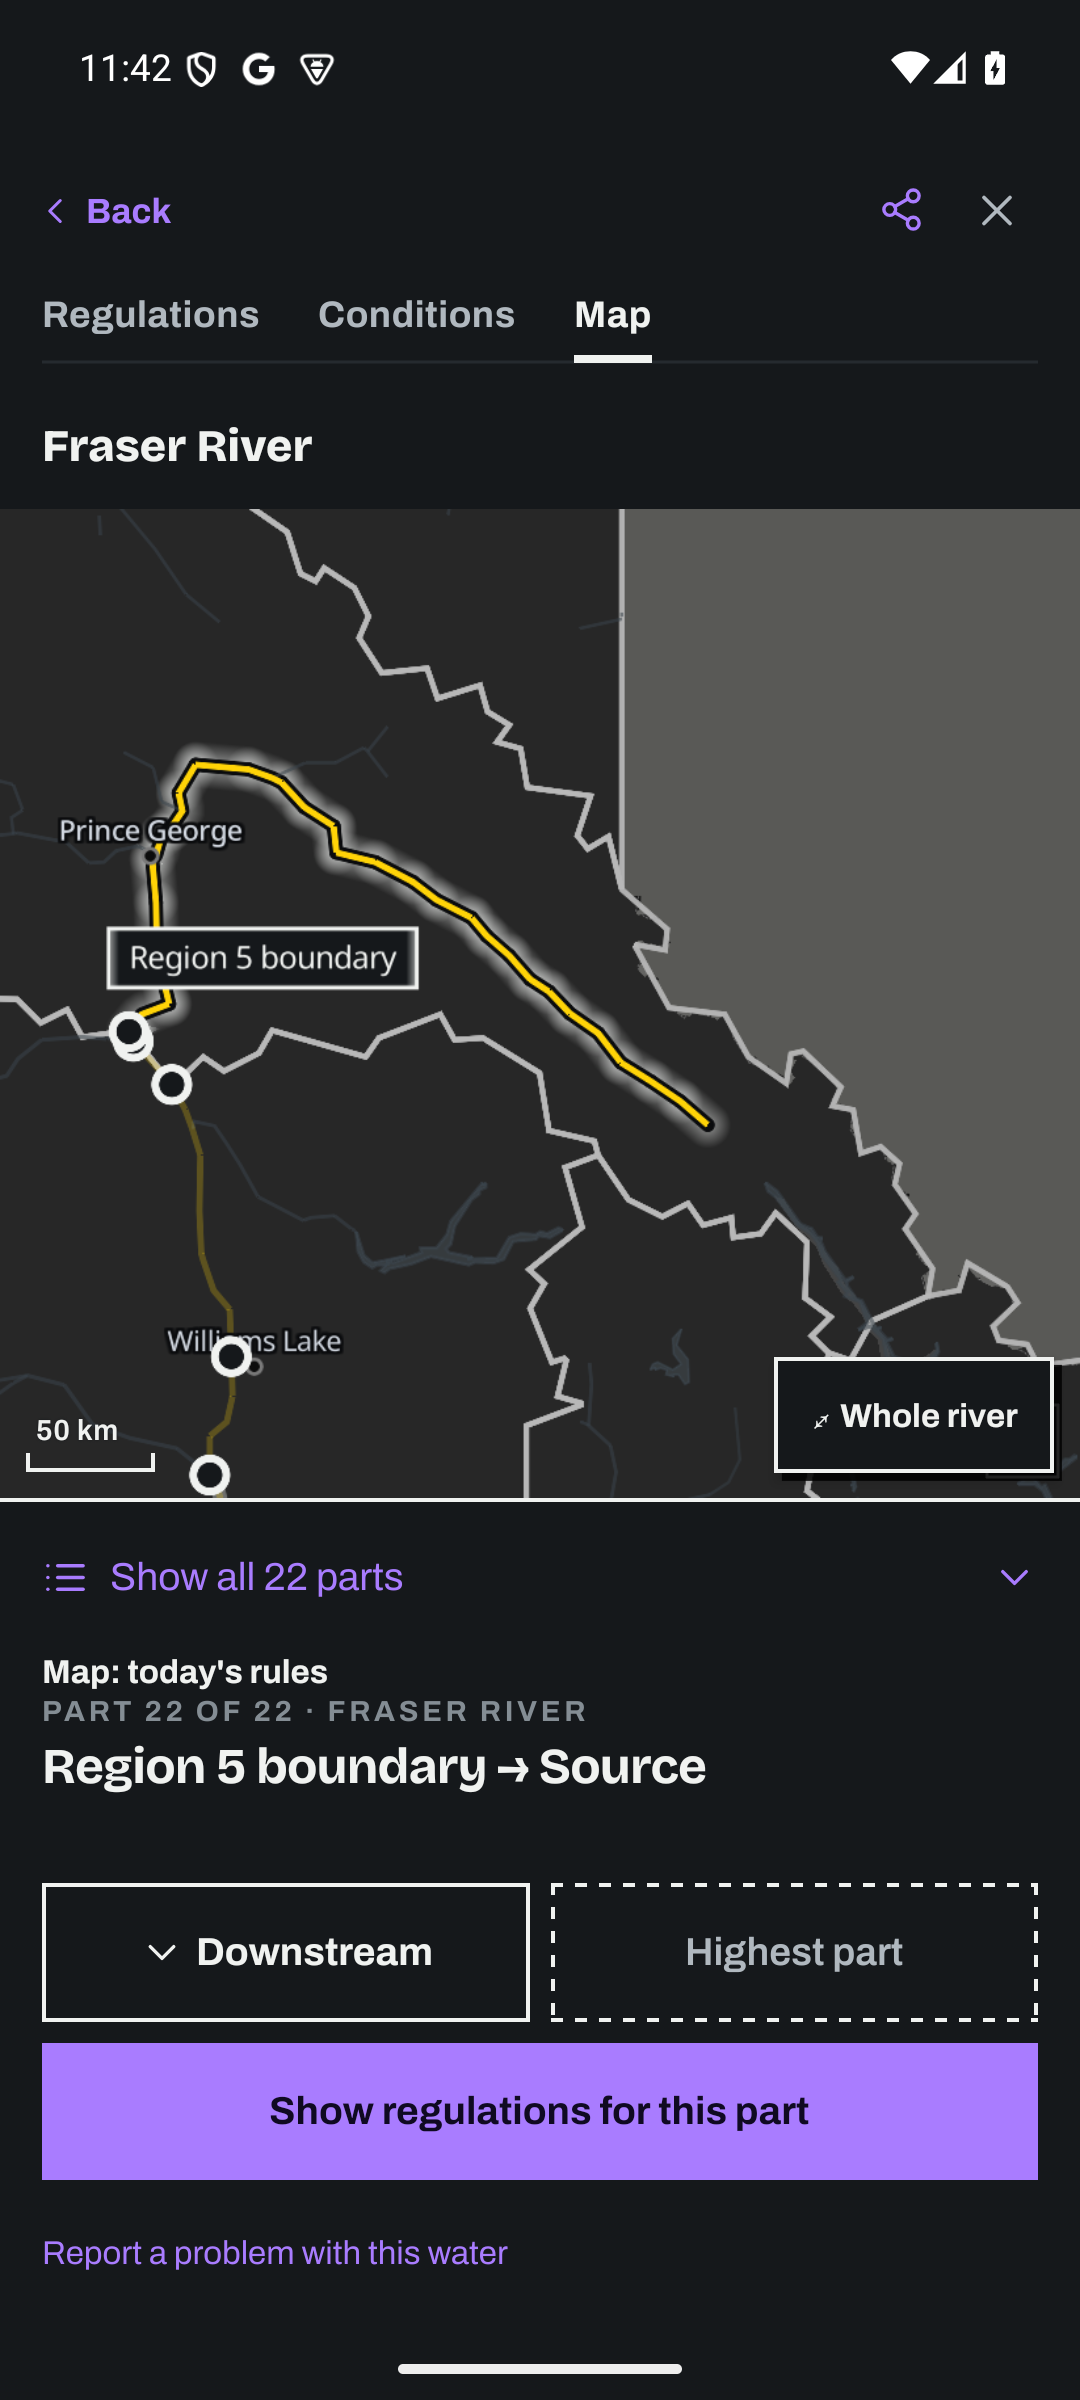 11:42
Back
Regulations Conditions Map
Fraser River
Prince George
Region 5 boundary
Williams Lake
50 km
Whole river
Show all 22 parts
Map: today's rules
PART 22 OF 22 · FRASER RIVER
Region 5 boundary → Source
Downstream
Highest part
Show regulations for this part
Report a problem with this water